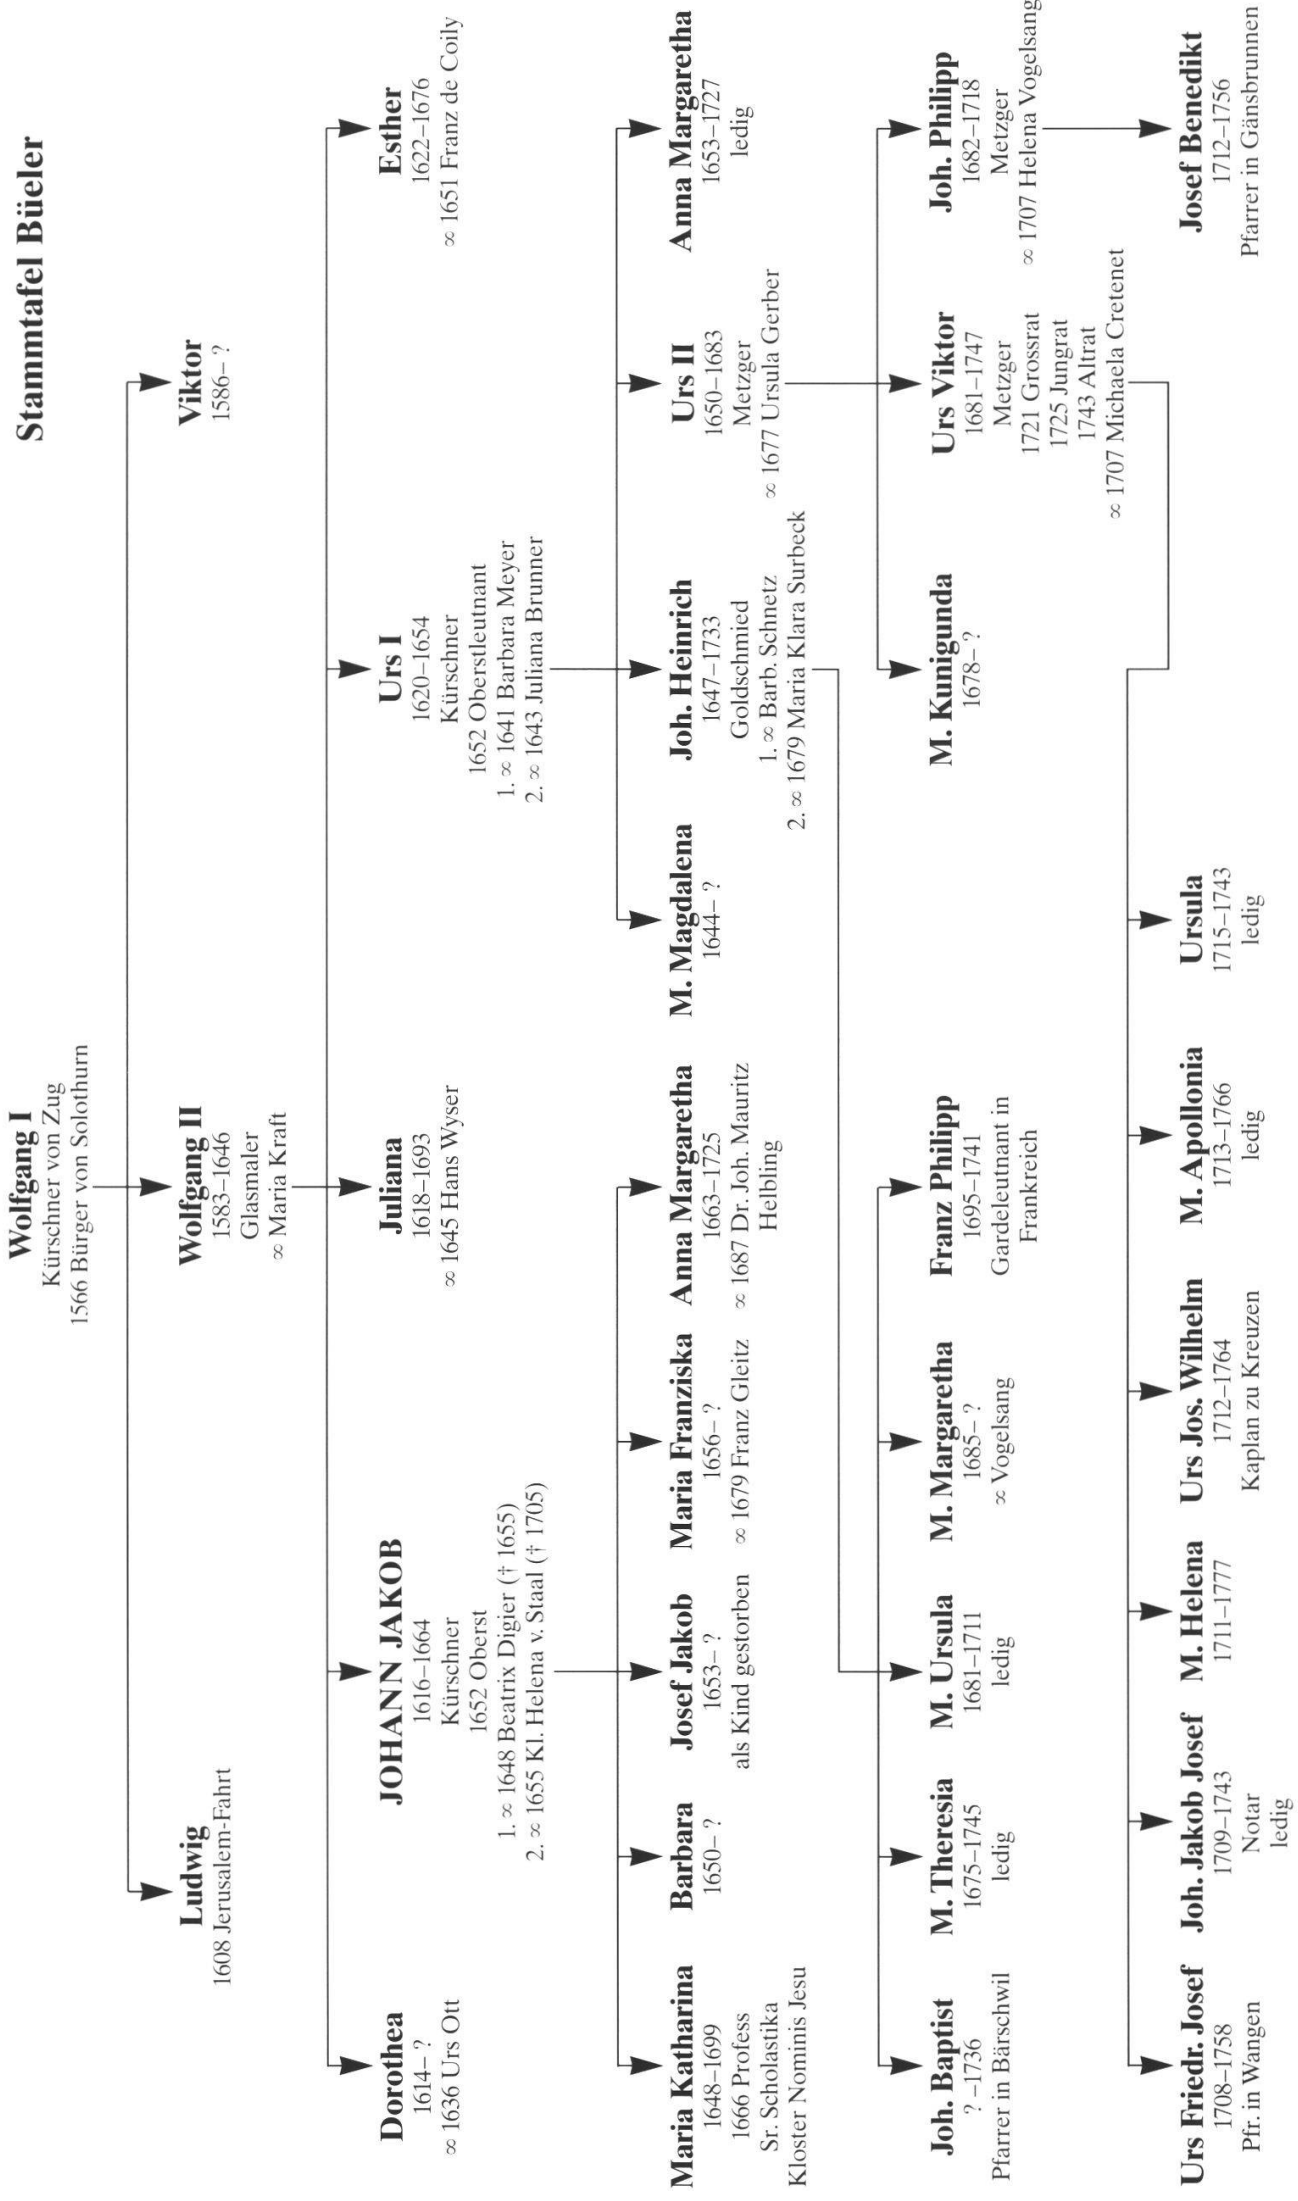 Stammtafel Büeler
Wolfgang I
Kürschner von Zug
1566 Bürger von Solothurn
Ludwig
1608 Jerusalem-Fahrt
Wolfgang II
1583–1646
Glasmaler
∞ Maria Kraft
Viktor
1586– ?
Dorothea
1614– ?
∞ 1636 Urs Ott
JOHANN JAKOB
1616–1664
Kürschner
1652 Oberst
1. ∞ 1648 Beatrix Digier († 1655)
2. ∞ 1655 Kl. Helena v. Staal († 1705)
Juliana
1618–1693
∞ 1645 Hans Wyser
Urs I
1620–1654
Kürschner
1652 Oberstleutnant
1. ∞ 1641 Barbara Meyer
2. ∞ 1643 Juliana Brunner
Esther
1622–1676
∞ 1651 Franz de Coily
Maria Katharina
1648–1699
1666 Profess
Sr. Scholastika
Kloster Nominis Jesu
Barbara
1650– ?
Josef Jakob
1653– ?
als Kind gestorben
Maria Franziska
1656– ?
∞ 1679 Franz Gleitz
Anna Margaretha
1663–1725
∞ 1687 Dr. Joh. Mauritz
Helbling
M. Magdalena
1644– ?
Joh. Heinrich
1647–1733
Goldschmied
1. ∞ Barb. Schnetz
2. ∞ 1679 Maria Klara Surbeck
Urs II
1650–1683
Metzger
∞ 1677 Ursula Gerber
Anna Margaretha
1653–1727
ledig
Joh. Baptist
? –1736
Pfarrer in Bärschwil
M. Theresia
1675–1745
ledig
M. Ursula
1681–1711
ledig
M. Margaretha
1685– ?
∞ Vogelsang
Franz Philipp
1695–1741
Gardeleutnant in
Frankreich
M. Kunigunda
1678– ?
Urs Viktor
1681–1747
Metzger
1721 Grossrat
1725 Jungrat
1743 Altrat
∞ 1707 Michaela Cretenet
Joh. Philipp
1682–1718
Metzger
∞ 1707 Helena Vogelsang
Urs Friedr. Josef
1708–1758
Pfr. in Wangen
Joh. Jakob Josef
1709–1743
Notar
ledig
M. Helena
1711–1777
Urs Jos. Wilhelm
1712–1764
Kaplan zu Kreuzen
M. Apollonia
1713–1766
ledig
Ursula
1715–1743
ledig
Josef Benedikt
1712–1756
Pfarrer in Gänsbrunnen